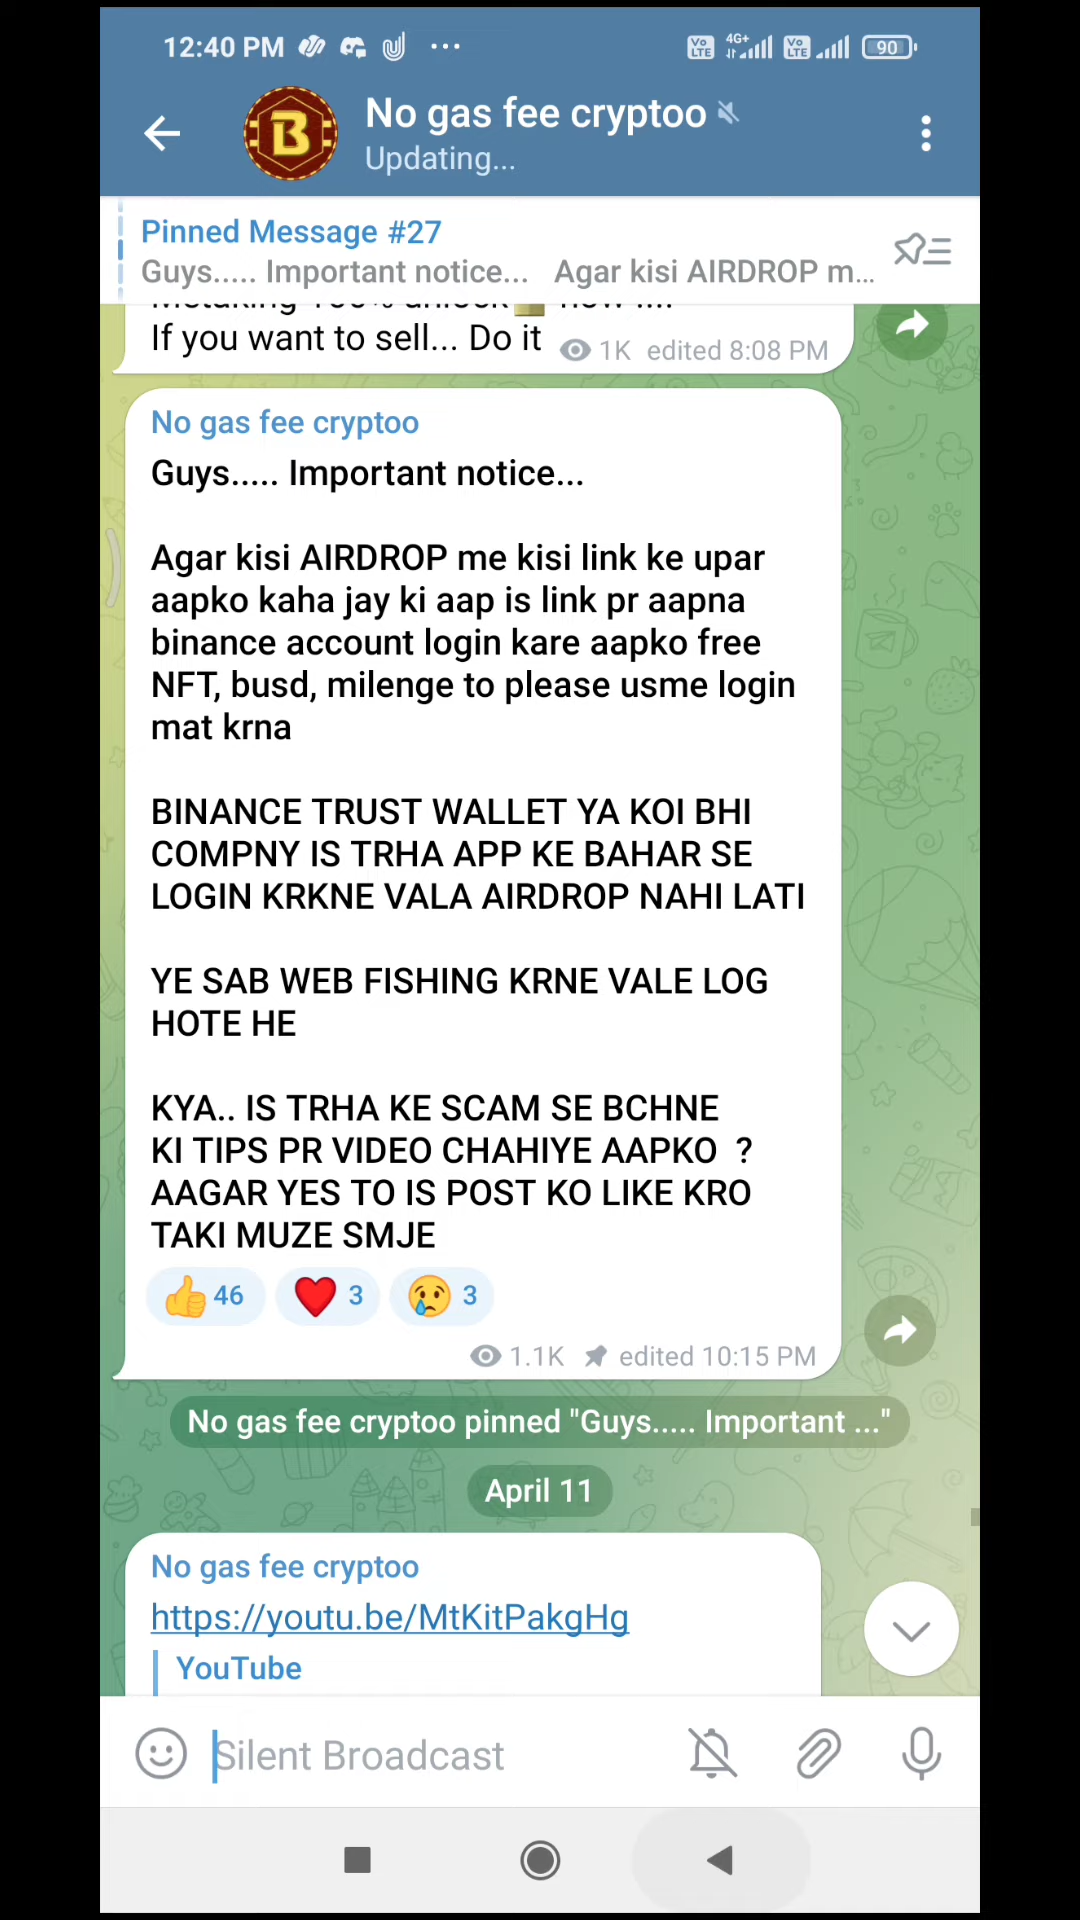 12:40 PM
4G+
90
No gas fee cryptoo
Updating...
Pinned Message #27
Guys..... Important notice... Agar kisi AIRDROP m...
If you want to sell... Do it
1K edited 8:08 PM
No gas fee cryptoo
Guys..... Important notice...
Agar kisi AIRDROP me kisi link ke upar
aapko kaha jay ki aap is link pr aapna
binance account login kare aapko free
NFT, busd, milenge to please usme login
mat krna
BINANCE TRUST WALLET YA KOI BHI
COMPNY IS TRHA APP KE BAHAR SE
LOGIN KRKNE VALA AIRDROP NAHI LATI
YE SAB WEB FISHING KRNE VALE LOG
HOTE HE
KYA.. IS TRHA KE SCAM SE BCHNE
KI TIPS PR VIDEO CHAHIYE AAPKO ?
AAGAR YES TO IS POST KO LIKE KRO
TAKI MUZE SMJE
46 3 3
1.1K edited 10:15 PM
No gas fee cryptoo pinned "Guys..... Important ..."
April 11
No gas fee cryptoo
https://youtu.be/MtKitPakgHg
YouTube
Silent Broadcast